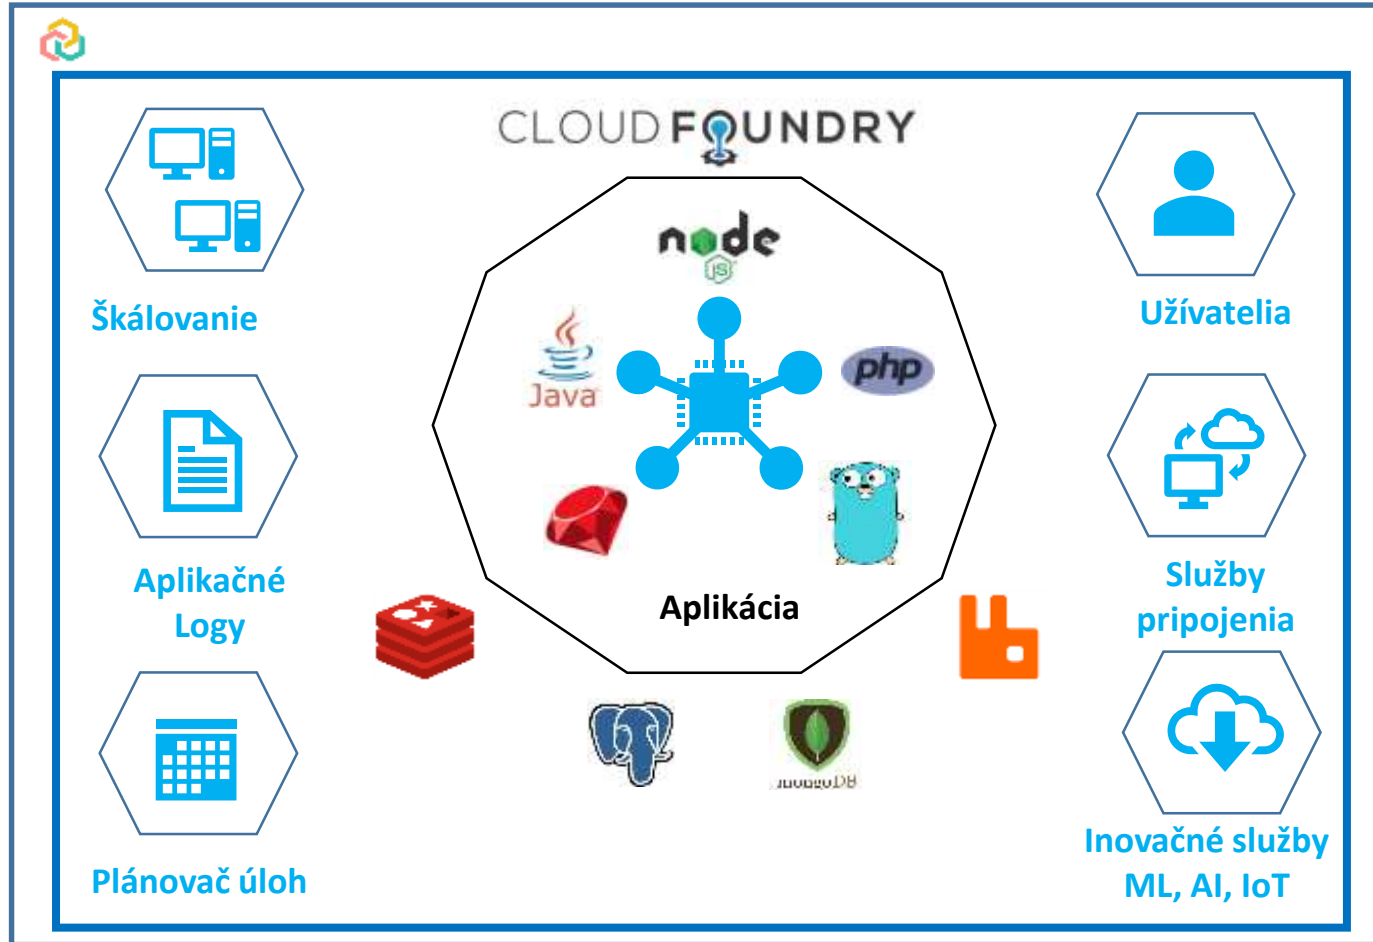 CLOUD FOUNDRY
node
JS
Java
php
Aplikácia
mongoDB
Škálovanie
Aplikačné
Logy
Plánovač úloh
Užívatelia
Služby
pripojenia
Inovačné služby
ML, AI, IoT